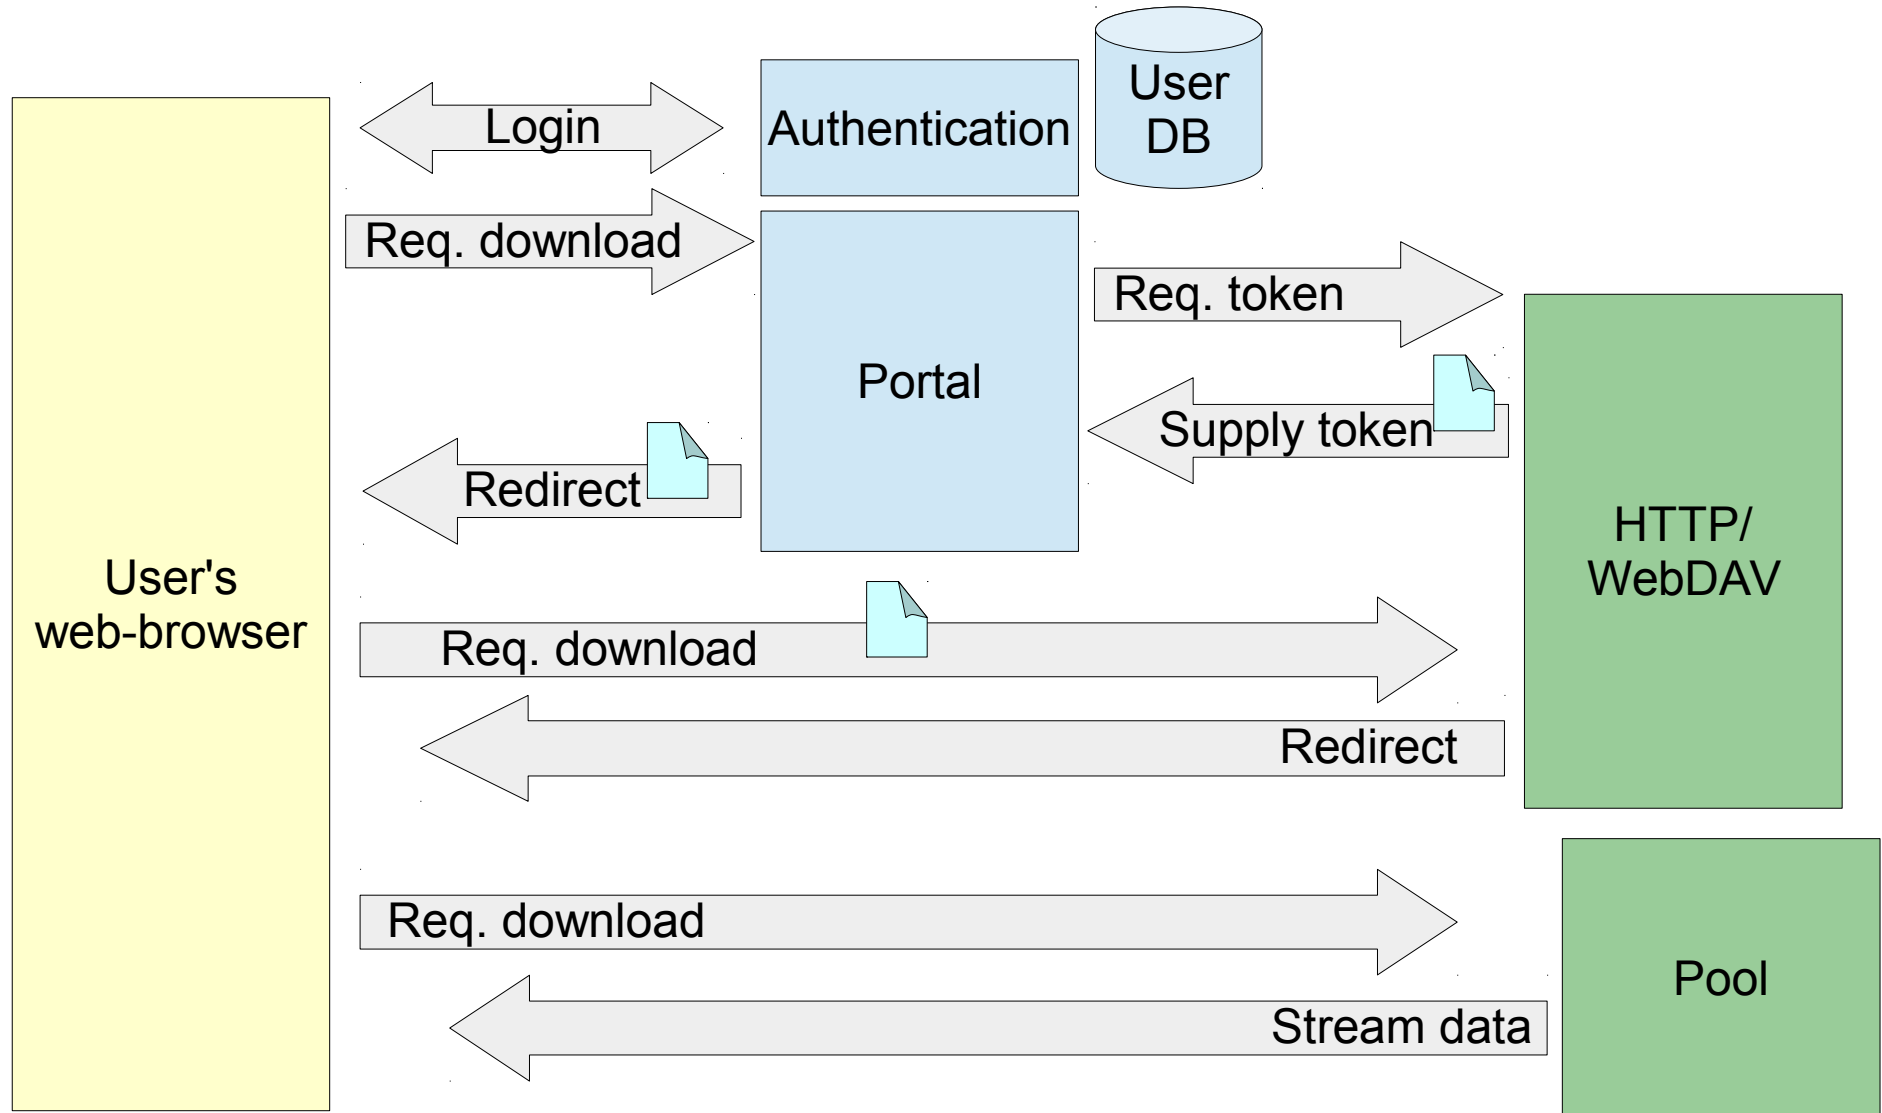 User
DB
Login
Authentication
Req. download
Req. token
Portal
Supply token
Redirect
HTTP/
WebDAV
User's
web-browser
Req. download
Redirect
Req. download
Pool
Stream data